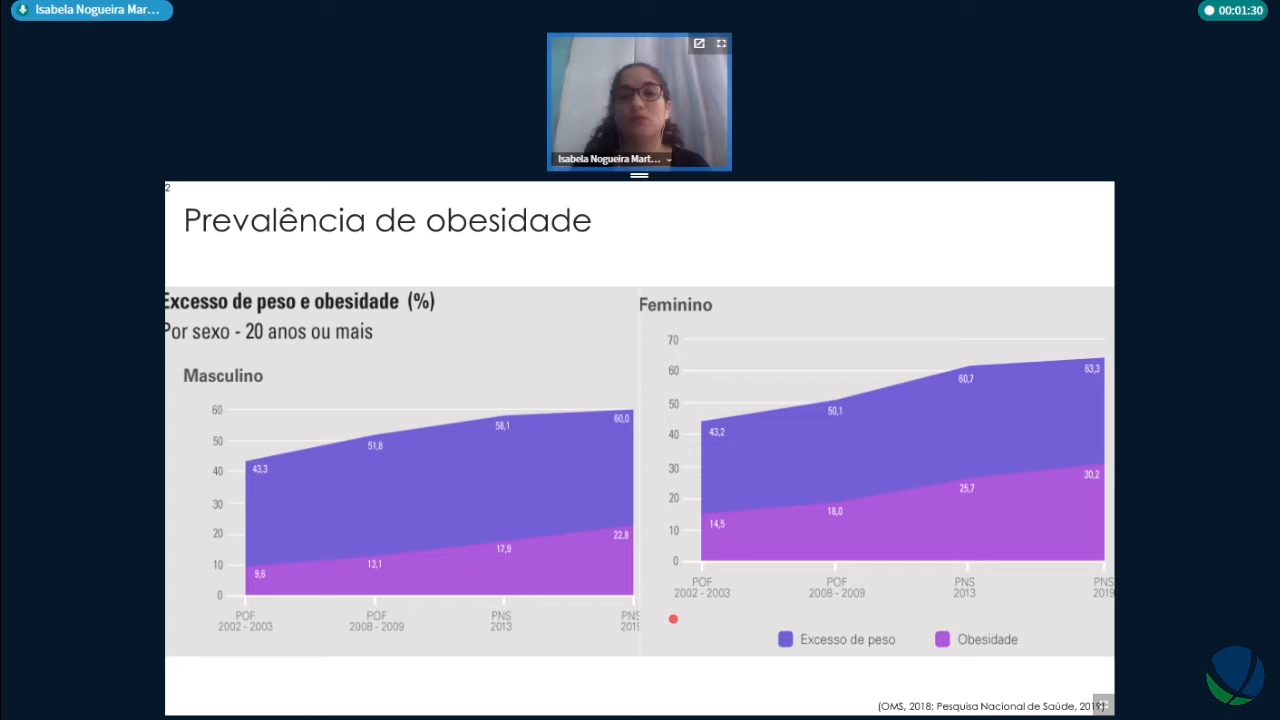 Isabela Nogueira Mar...
00:01:30
Isabela Nogueira Mart...
2
Prevalência de obesidade
Excesso de peso e obesidade (%)
Por sexo - 20 anos ou mais
Masculino
60
50
40
30
20
10
0
43,3
51,8
58,1
60,0
9,6
13,1
17,9
22,8
POF
2002 - 2003
POF
2008 - 2009
PNS
2013
PNS
2019
Feminino
70
60
50
40
30
20
10
0
43,2
50,1
60,7
63,3
14,5
18,0
25,7
30,2
POF
2002 - 2003
POF
2008 - 2009
PNS
2013
PNS
2019
Excesso de peso
Obesidade
(OMS, 2018; Pesquisa Nacional de Saúde, 2019)